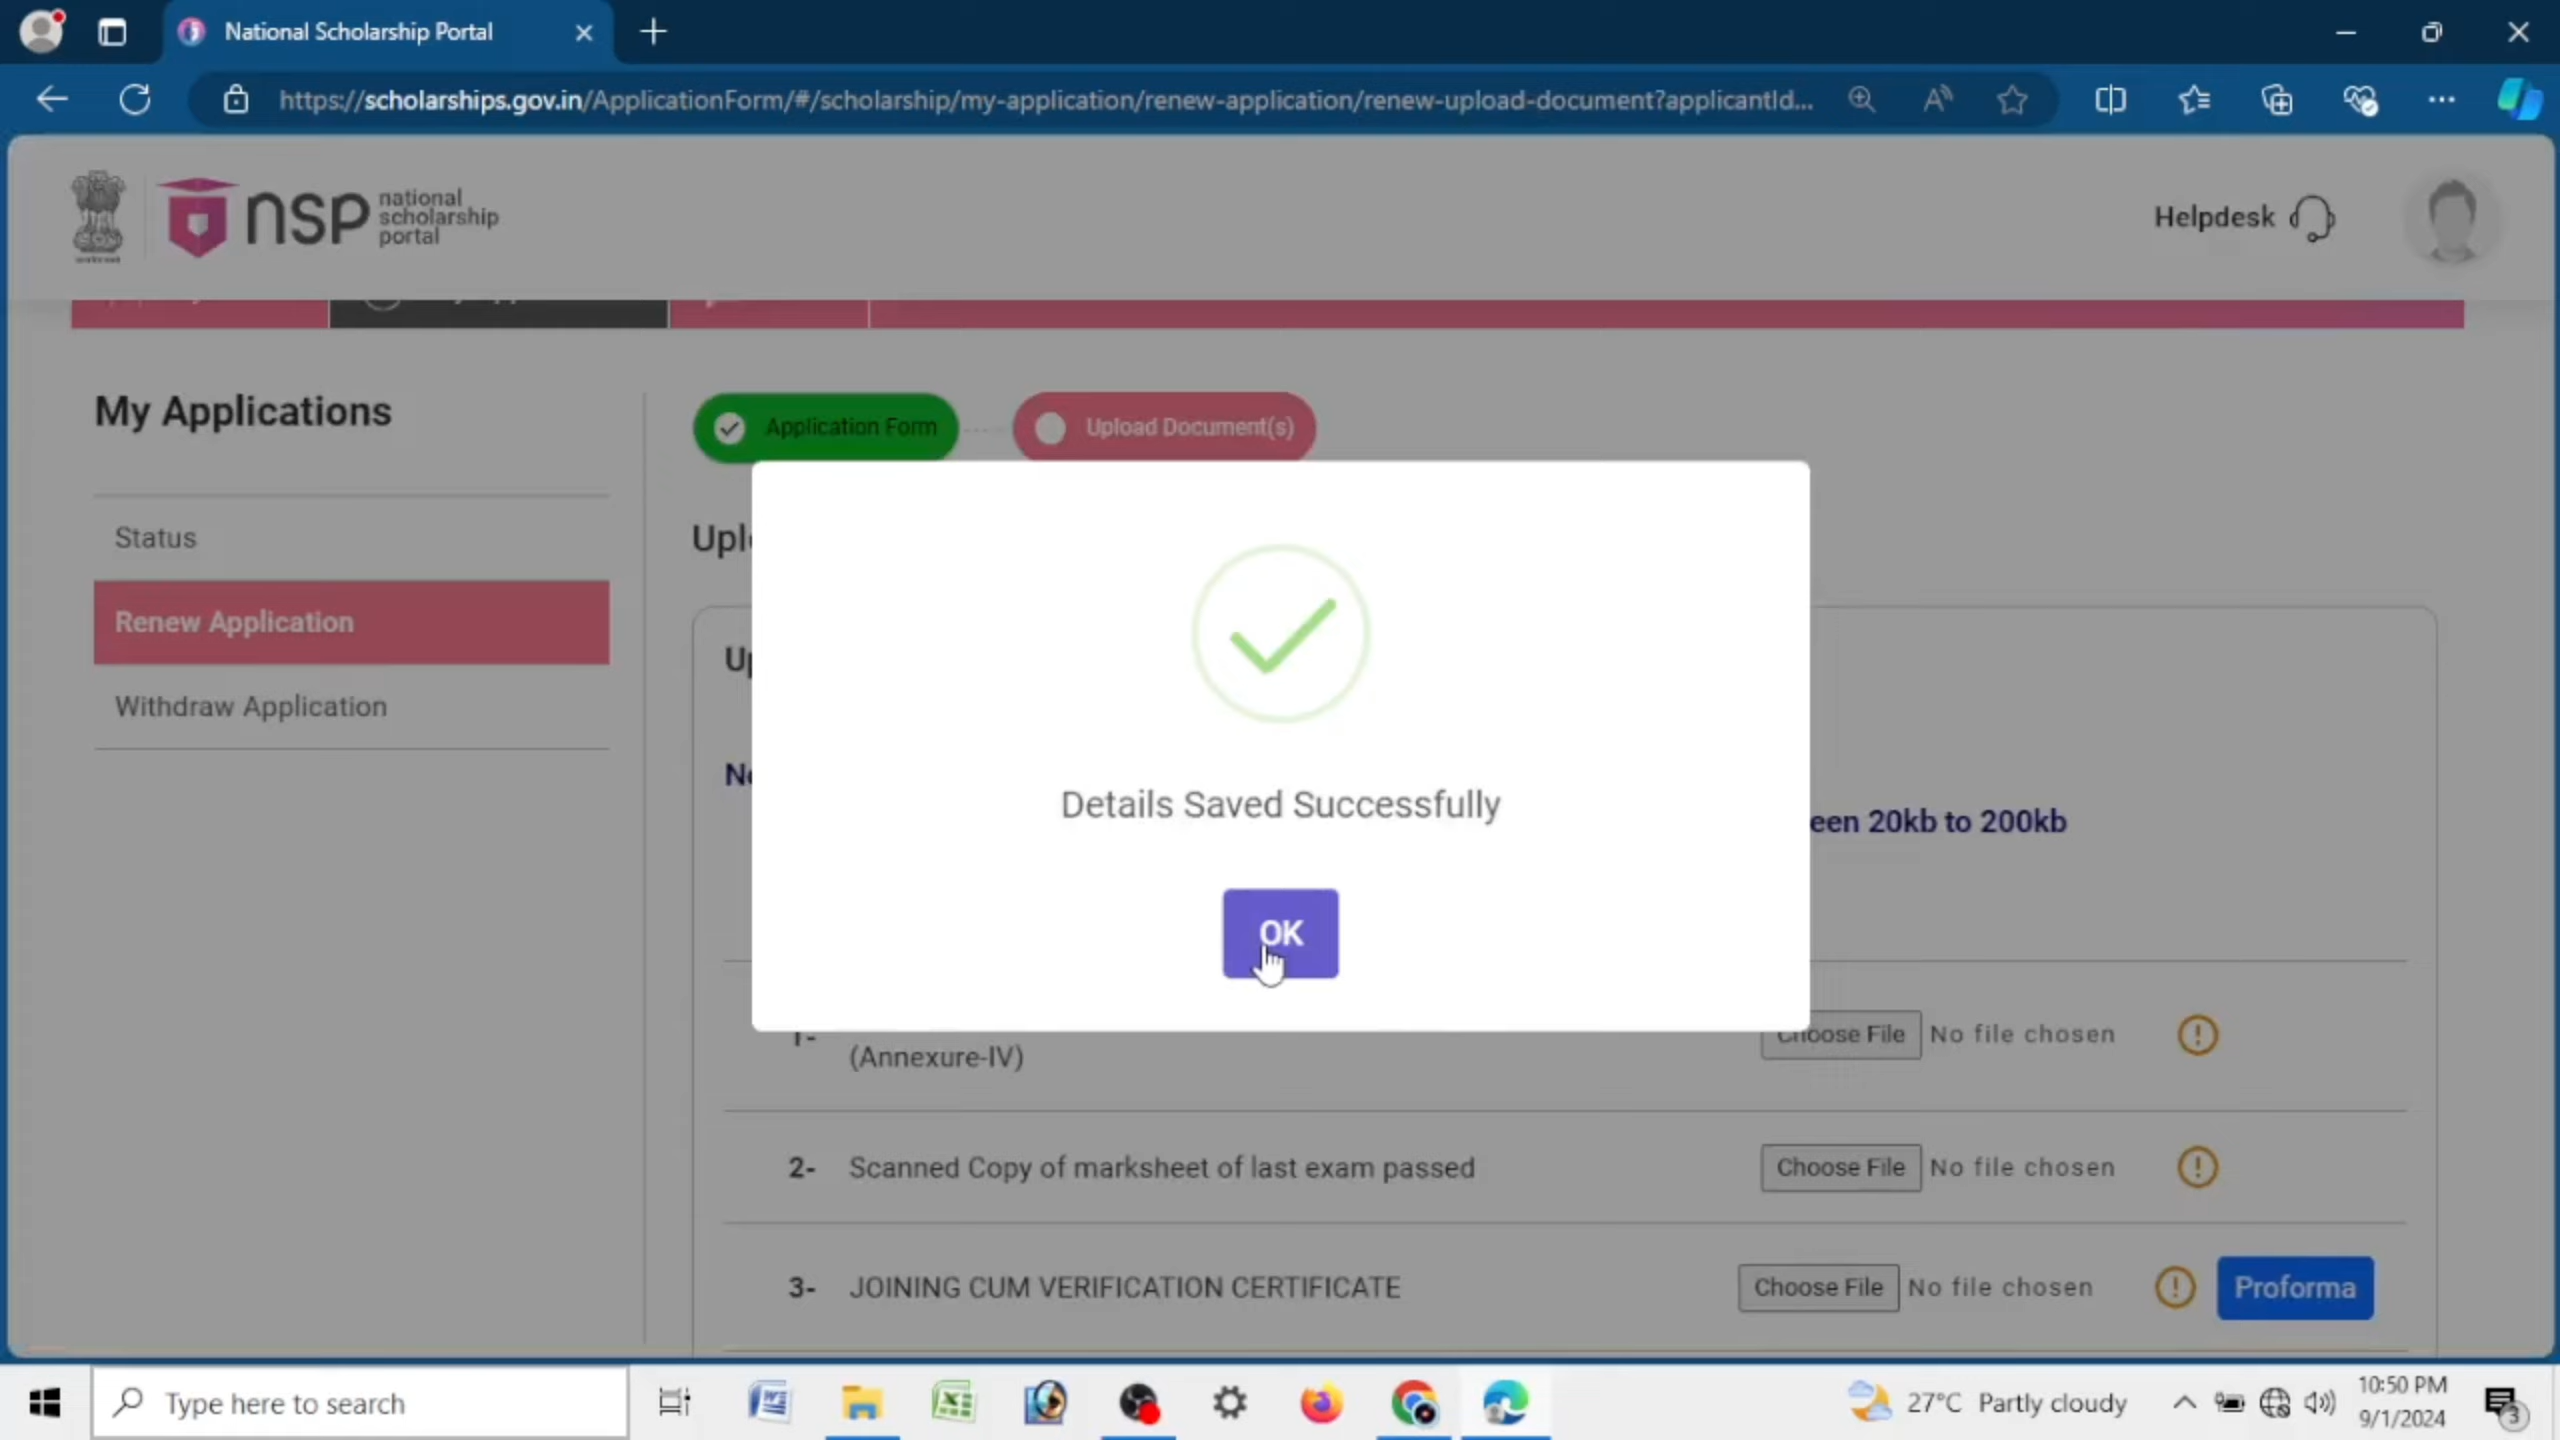 National Scholarship Portal
https://scholarships.gov.in/ApplicationForm/#/scholarship/my-application/renew-application/renew-upload-document?applicantId...
nsp national scholarship portal
Helpdesk
My Applications
Application Form
Upload Document(s)
Status
Renew Application
Withdraw Application
Details Saved Successfully
20kb to 200kb
OK
1-
(Annexure-IV)
Choose File No file chosen
2- Scanned Copy of marksheet of last exam passed
Choose File No file chosen
3- JOINING CUM VERIFICATION CERTIFICATE
Choose File No file chosen
Proforma
Type here to search
27°C Partly cloudy
10:50 PM
9/1/2024
3